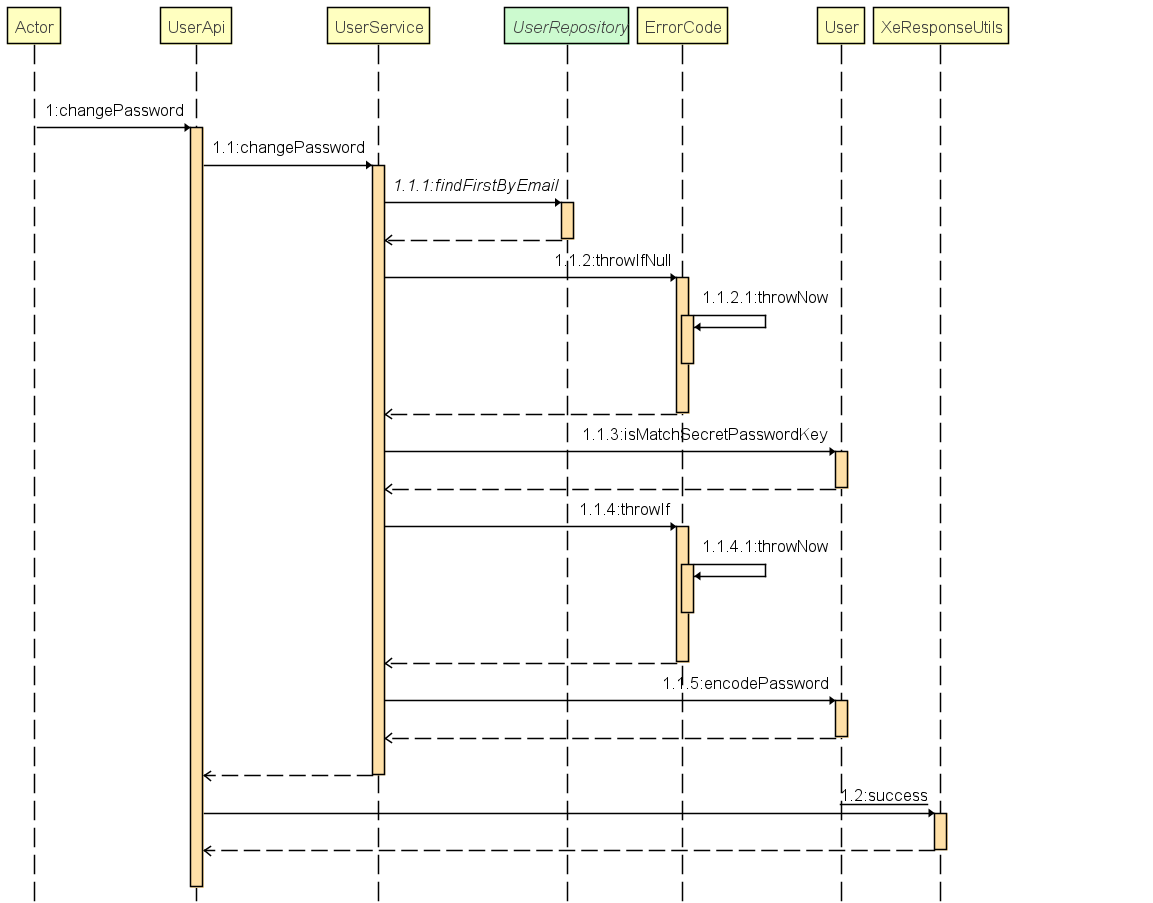 Actor UserApi UserService UserRepository ErrorCode User XeResponseUtils
1:changePassword
1.1:changePassword
1.1.1:findFirstByEmail
1.1.2:throwIfNull
1.1.2.1:throwNow
1.1.3:isMatchSecretPasswordKey
1.1.4:throwIf
1.1.4.1:throwNow
1.1.5:encodePassword
1.2:success